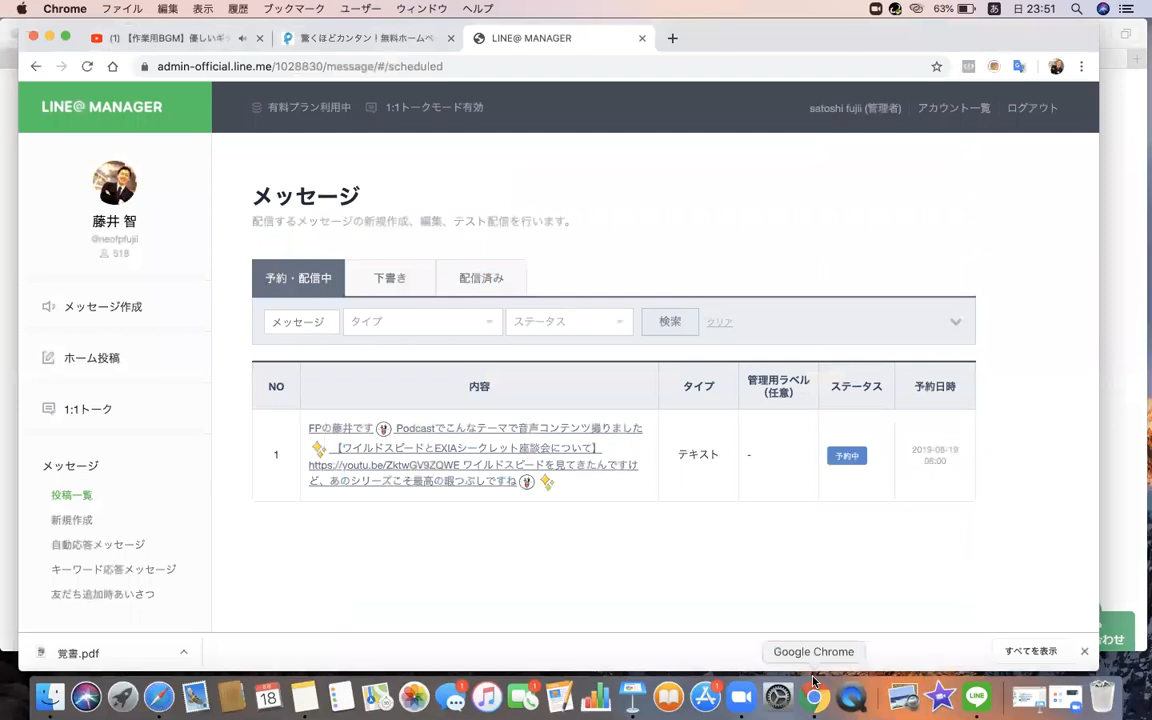 Chrome ファイル 編集 表示 履歴 ブックマーク ユーザー ウィンドウ ヘルプ 63% あ 日 23:51
(1) 【作業用BGM】優しいギ
驚くほどカンタン！無料ホームペ
LINE@ MANAGER
admin-official.line.me/1028830/message/#/scheduled
LINE@ MANAGER
有料プラン利用中 1:1トークモード有効
satoshi fujii (管理者) アカウント一覧 ログアウト
藤井 智
@neofpfujii
518
メッセージ作成
ホーム投稿
1:1トーク
メッセージ
投稿一覧
新規作成
自動応答メッセージ
キーワード応答メッセージ
友だち追加時あいさつ
メッセージ
配信するメッセージの新規作成、編集、テスト配信を行います。
予約・配信中 下書き 配信済み
メッセージ タイプ ステータス 検索 クリア
NO 内容 タイプ 管理用ラベル ステータス 予約日時
(任意)
FPの藤井です Podcastでこんなテーマで音声コンテンツ撮りました
【ワイルドスピードとEXIAシークレット座談会について】
1 https://youtu.be/ZktwGV9ZQWE ワイルドスピードを見てきたんですけ テキスト - 予約中 2019-08-19
ど、あのシリーズこそ最高の暇つぶしですね 08:00
わせ
覚書.pdf
Google Chrome
すべてを表示
18